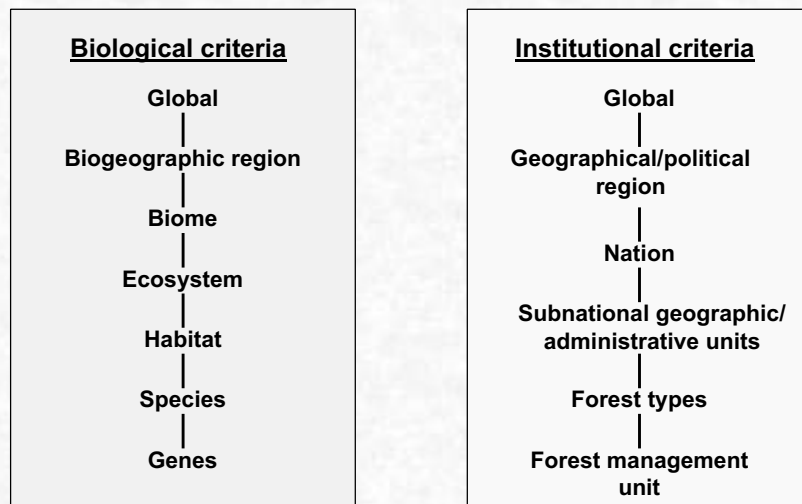 Biological criteria
Global
Biogeographic region
Biome
Ecosystem
Habitat
Species
Genes
Institutional criteria
Global
Geographical/political
region
Nation
Subnational geographic/
administrative units
Forest types
Forest management
unit